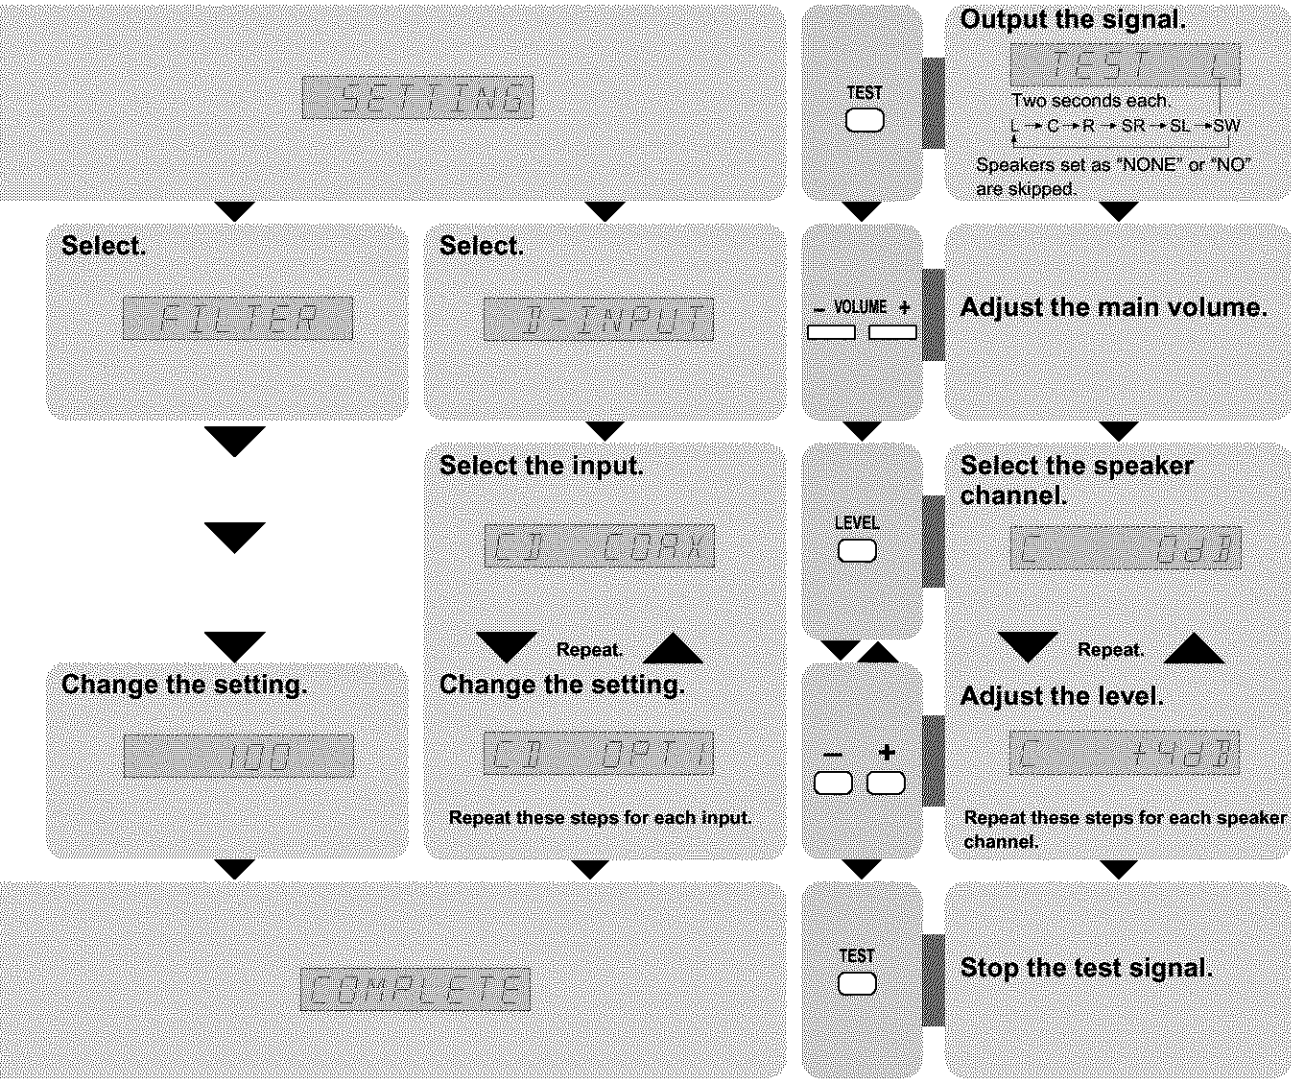 SETTING
Select.
FILTER
Change the setting.
100
Select.
D-INPUT
Select the input.
CD COAX
Repeat.
Change the setting.
CD OPT1
Repeat these steps for each input.
COMPLETE
TEST
Output the signal.
TEST L
Two seconds each.
L→C→R→SR→SL→SW
Speakers set as “NONE” or “NO”
are skipped.
– VOLUME +
Adjust the main volume.
LEVEL
Select the speaker
channel.
C 0dB
Repeat.
– +
Adjust the level.
C +4dB
Repeat these steps for each speaker
channel.
TEST
Stop the test signal.